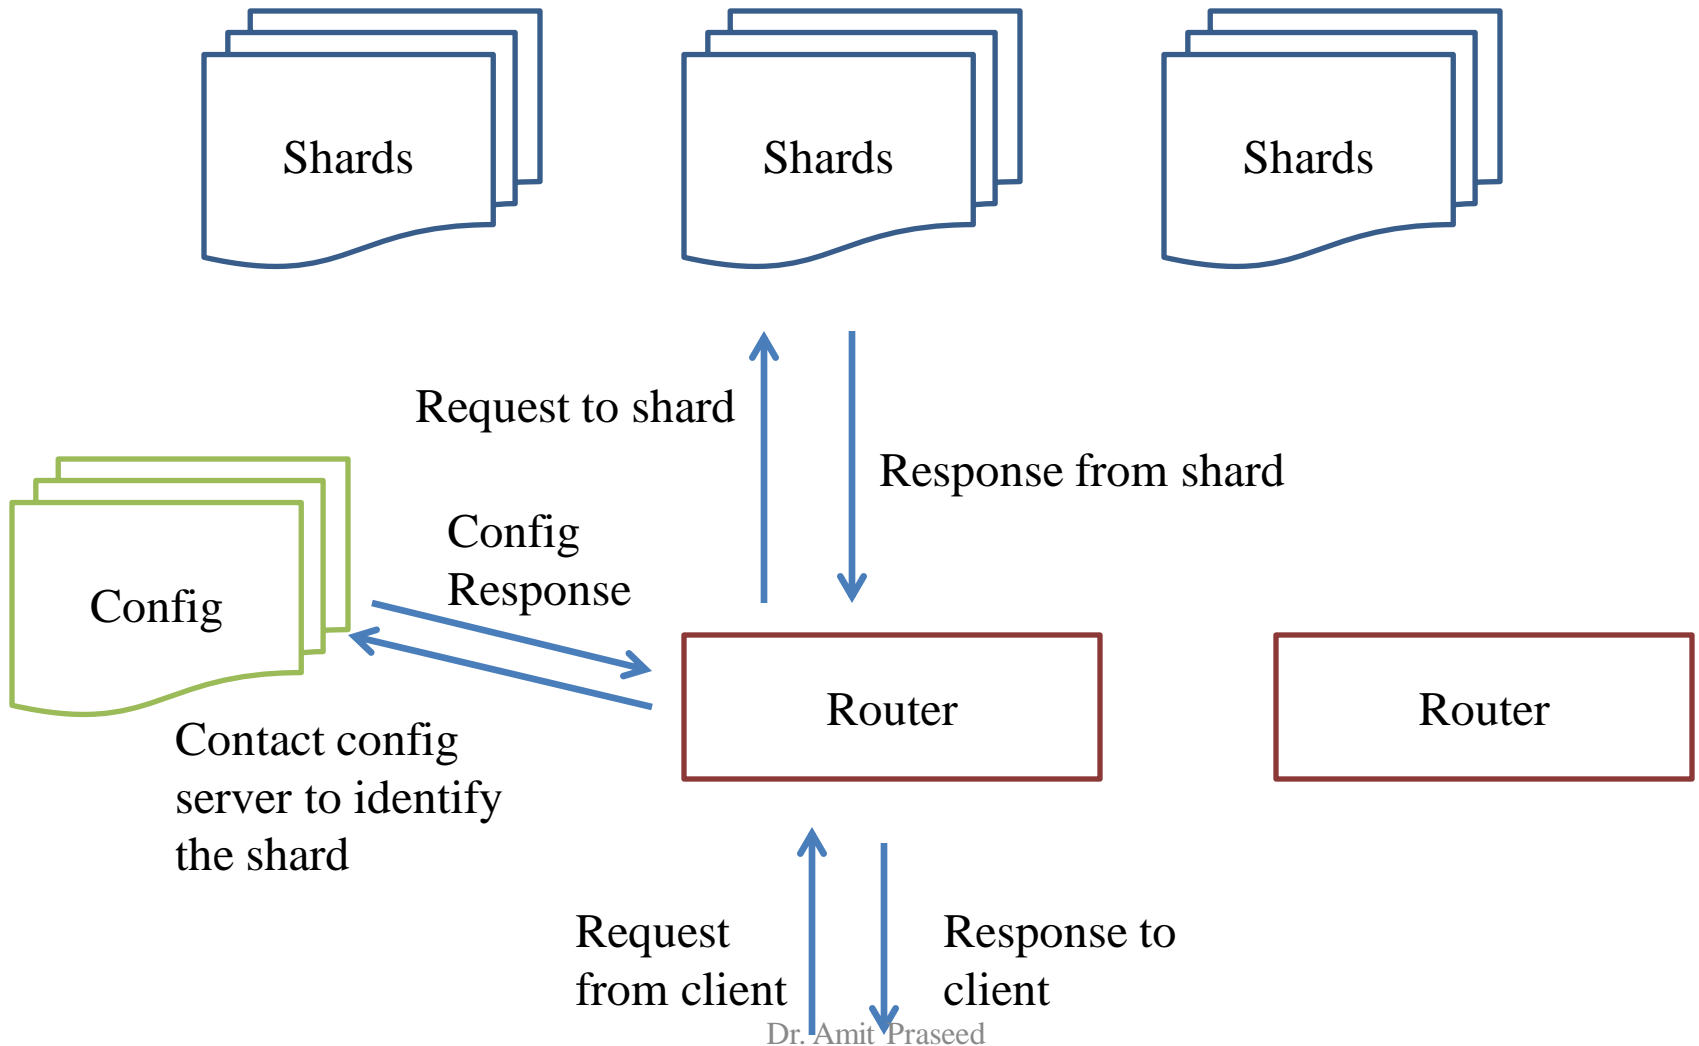 Shards
Shards
Shards
Request to shard
Response from shard
Config
Response
Config
Router
Router
Contact config
server to identify
the shard
Request
from client
Response to
client
Dr. Amit Praseed